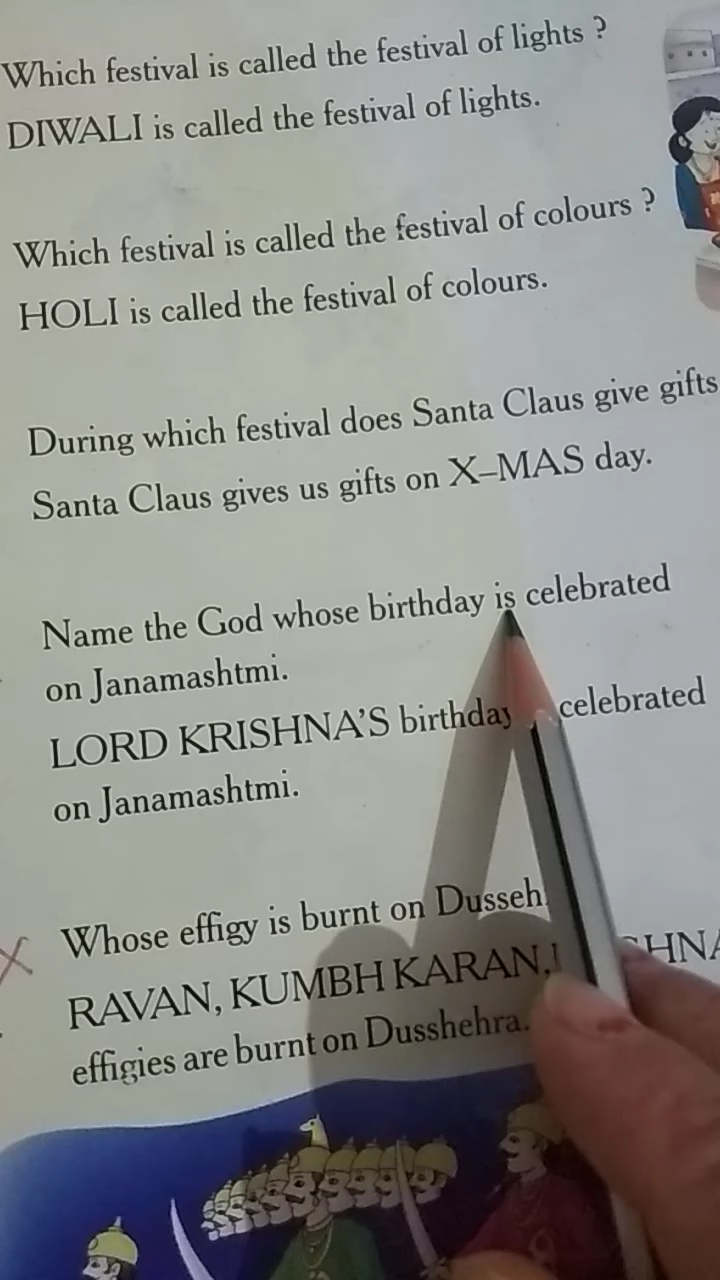 Which festival is called the festival of lights ?
DIWALI is called the festival of lights.
Which festival is called the festival of colours ?
HOLI is called the festival of colours.
During which festival does Santa Claus give gifts
Santa Claus gives us gifts on X–MAS day.
Name the God whose birthday is celebrated
on Janamashtmi.
LORD KRISHNA'S birthday celebrated
on Janamashtmi.
Whose effigy is burnt on
RAVAN, KUMBH KARAN,
effigies are burnt on Dusshehra.